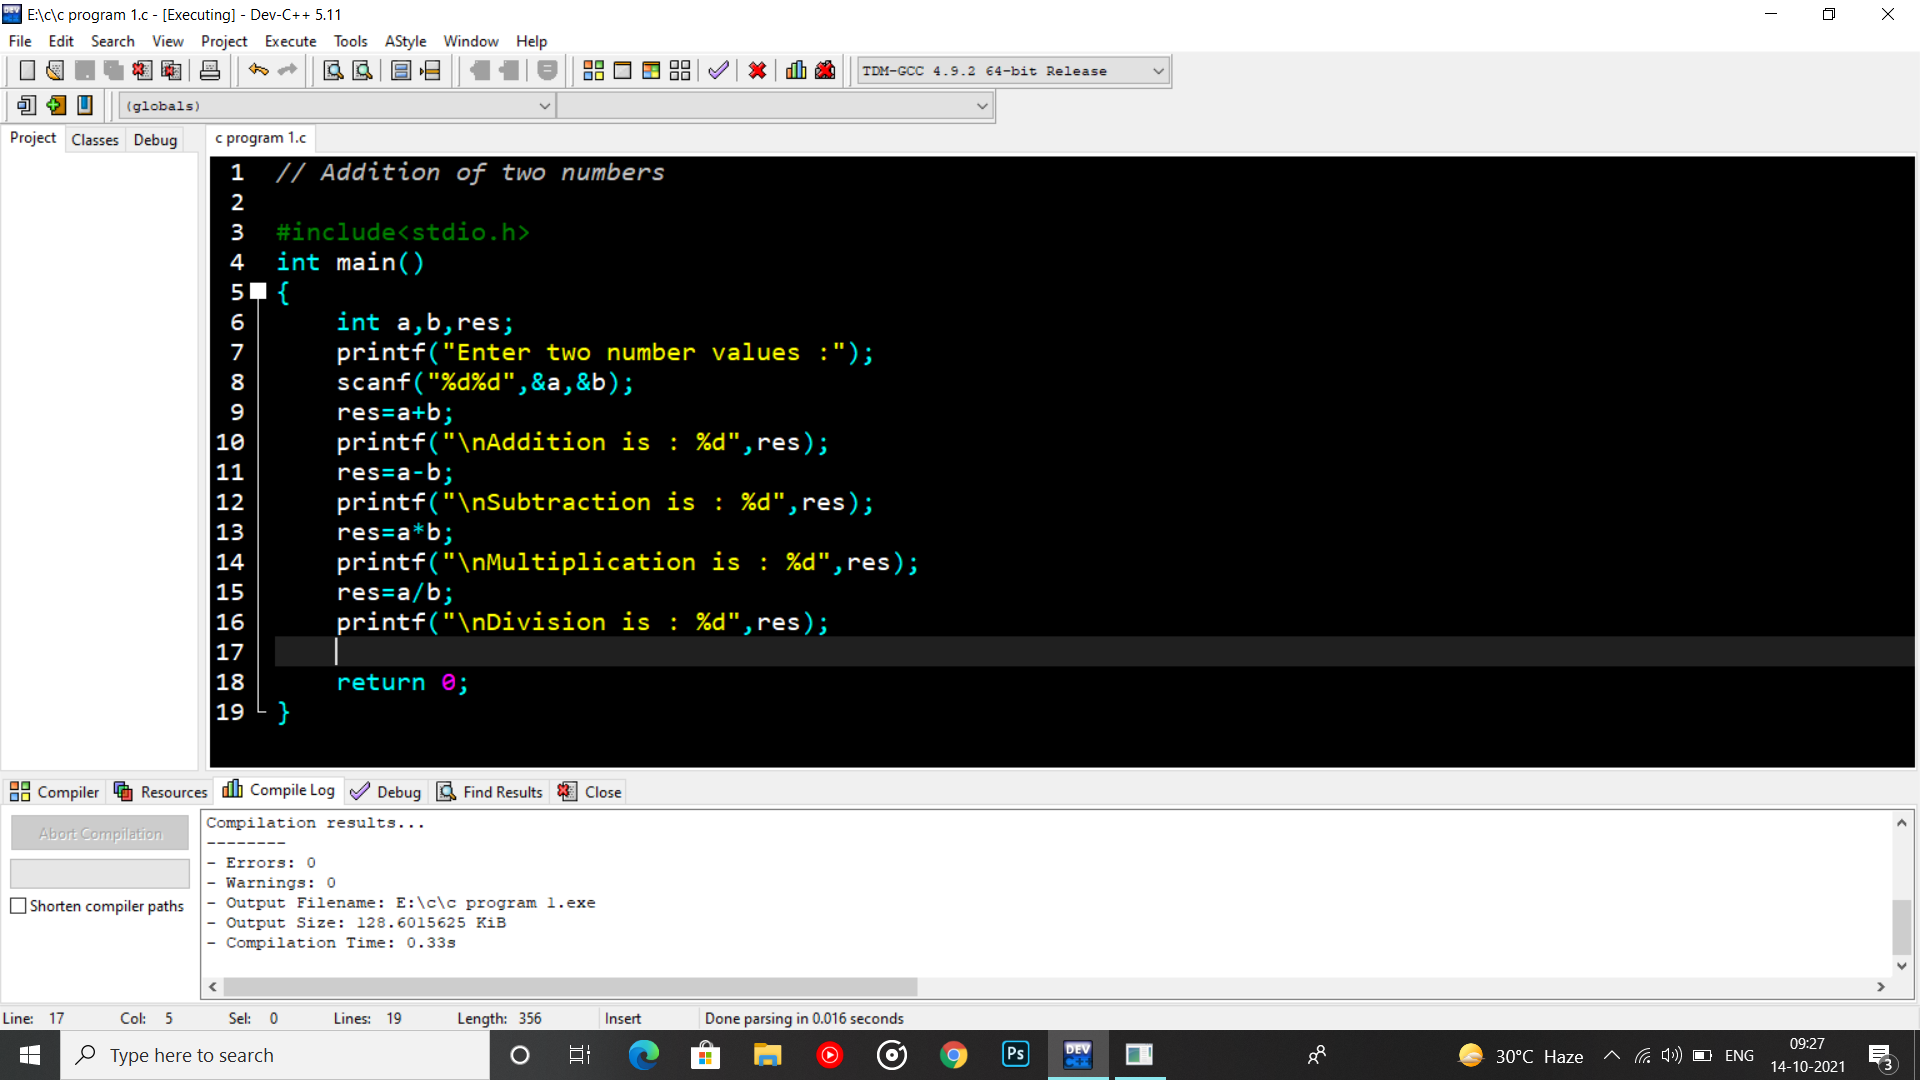 E:\c\c program 1.c - [Executing] - Dev-C++ 5.11
File Edit Search View Project Execute Tools AStyle Window Help
TDM-GCC 4.9.2 64-bit Release
(globals)
Project Classes Debug c program 1.c
1 // Addition of two numbers
2
3 #include<stdio.h>
4 int main()
5 {
6 int a,b,res;
7 printf("Enter two number values :");
8 scanf("%d%d",&a,&b);
9 res=a+b;
10 printf("\nAddition is : %d",res);
11 res=a-b;
12 printf("\nSubtraction is : %d",res);
13 res=a*b;
14 printf("\nMultiplication is : %d",res);
15 res=a/b;
16 printf("\nDivision is : %d",res);
17
18 return 0;
19 }
Compiler Resources Compile Log Debug Find Results Close
Abort Compilation
Shorten compiler paths
Compilation results...
--------
- Errors: 0
- Warnings: 0
- Output Filename: E:\c\c program 1.exe
- Output Size: 128.6015625 KiB
- Compilation Time: 0.33s
Line: 17 Col: 5 Sel: 0 Lines: 19 Length: 356 Insert Done parsing in 0.016 seconds
Type here to search
Ps
DEV
C++
30°C Haze
ENG
09:27
14-10-2021
3